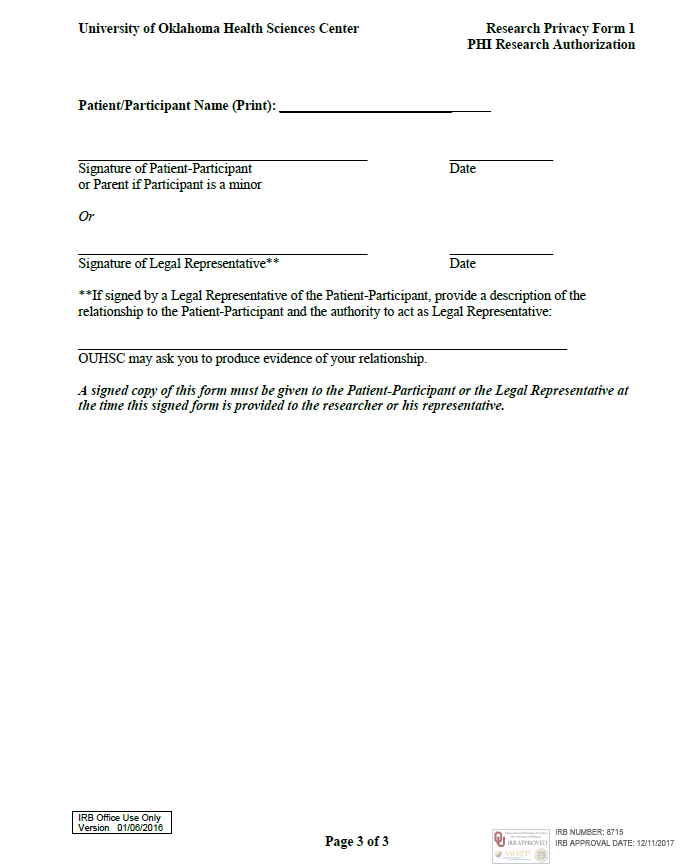 University of Oklahoma Health Sciences Center
Research Privacy Form 1
PHI Research Authorization
Patient/Participant Name (Print):
Signature of Patient-Participant
Date
or Parent if Participant is a minor
Or
Signature of Legal Representative**
Date
**If signed by a Legal Representative of the Patient-Participant, provide a description of the
relationship to the Patient-Participant and the authority to act as Legal Representative:
OUHSC may ask you to produce evidence of your relationship.
A signed copy of this form must be given to the Patient-Participant or the Legal Representative at
the time this signed form is provided to the researcher or his representative.
IRB Office Use Only
Version 01/06/2016
Page 3 of 3
IRB APPROVED
IRB NUMBER: 8715
IRB APPROVAL DATE: 12/11/2017